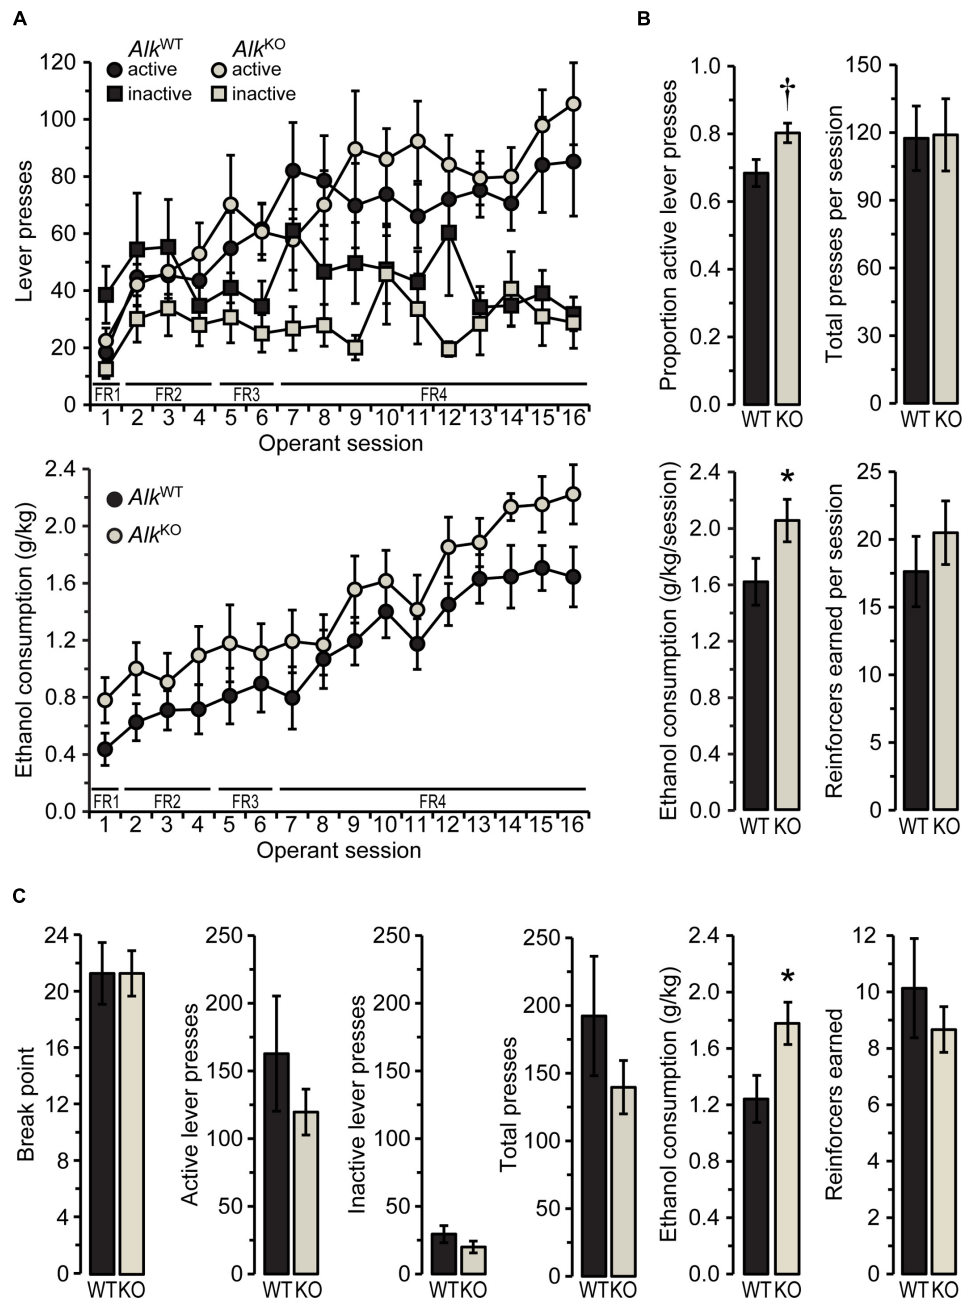 A
Alk^WT Alk^KO
active active
inactive inactive
Lever presses
120
100
80
60
40
20
0
FR1 FR2 FR3 FR4
1 2 3 4 5 6 7 8 9 10 11 12 13 14 15 16
Operant session
Alk^WT
Alk^KO
Ethanol consumption (g/kg)
2.4
2.0
1.6
1.2
0.8
0.4
0.0
FR1 FR2 FR3 FR4
1 2 3 4 5 6 7 8 9 10 11 12 13 14 15 16
Operant session
B
Proportion active lever presses
1.0
0.8
0.6
0.4
0.2
0.0
†
WT KO
Total presses per session
150
120
90
60
30
0
WT KO
Ethanol consumption (g/kg/session)
2.4
2.0
1.6
1.2
0.8
0.4
0.0
*
WT KO
Reinforcers earned per session
25
20
15
10
5
0
WT KO
C
Break point
24
20
16
12
8
4
0
WT KO
Active lever presses
250
200
150
100
50
0
WT KO
Inactive lever presses
250
200
150
100
50
0
WT KO
Total presses
250
200
150
100
50
0
WT KO
Ethanol consumption (g/kg)
2.4
2.0
1.6
1.2
0.8
0.4
0.0
*
WT KO
Reinforcers earned
12
10
8
6
4
2
0
WT KO